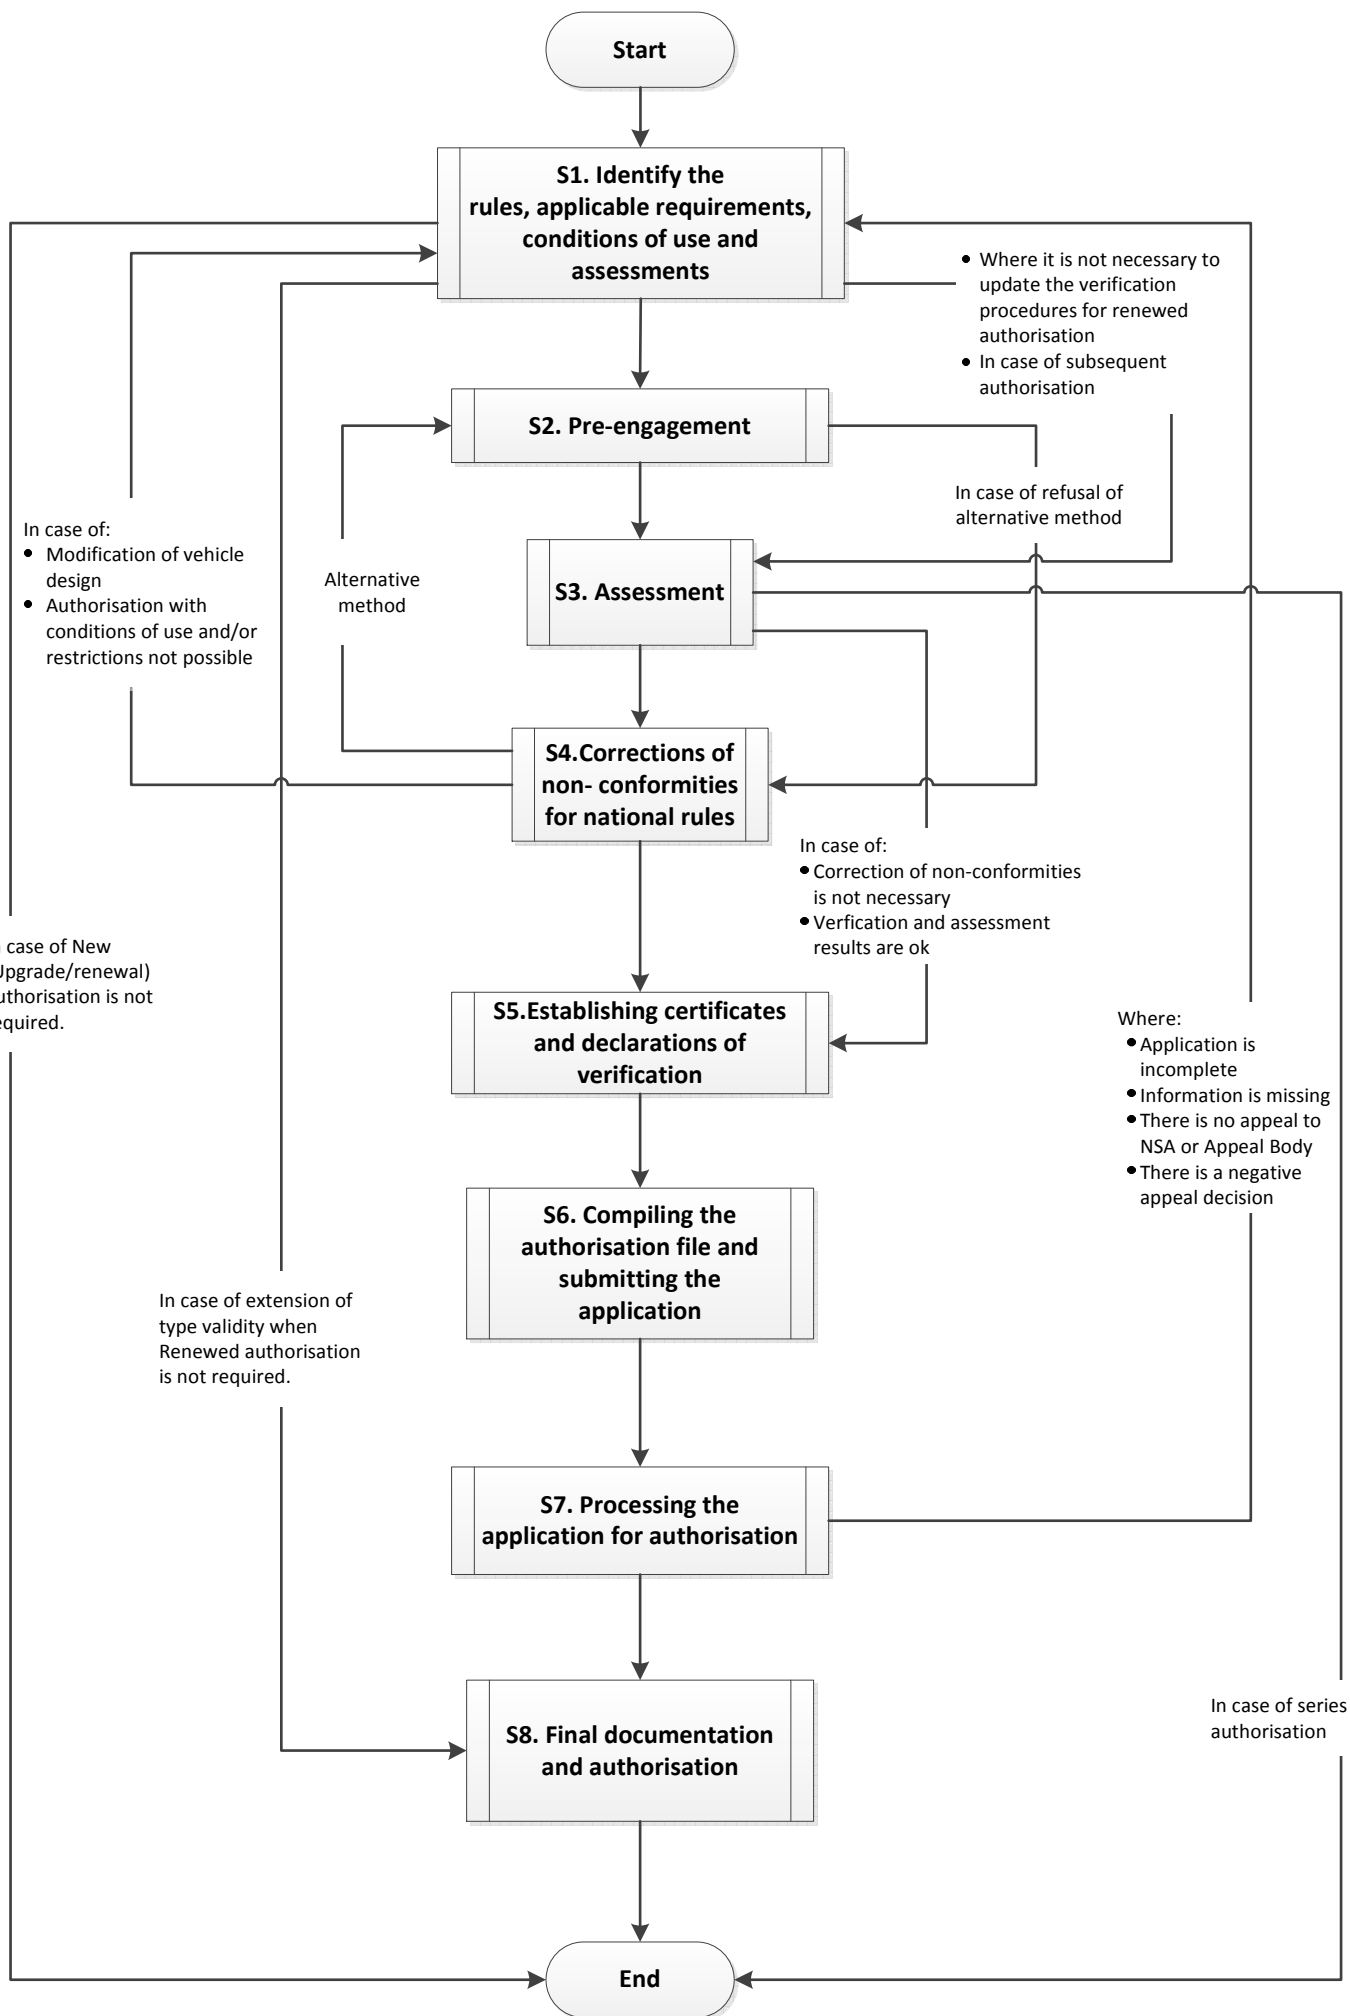 Start
S1. Identify the
rules, applicable requirements,
conditions of use and
assessments
• Where it is not necessary to
update the verification
procedures for renewed
authorisation
• In case of subsequent
authorisation
S2. Pre-engagement
In case of refusal of
alternative method
In case of:
• Modification of vehicle
design
• Authorisation with
conditions of use and/or
restrictions not possible
Alternative
method
S3. Assessment
S4.Corrections of
non- conformities
for national rules
In case of:
• Correction of non-conformities
is not necessary
• Verfication and assessment
results are ok
case of New
Upgrade/renewal)
uthorisation is not
equired.
S5.Establishing certificates
and declarations of
verification
Where:
• Application is
incomplete
• Information is missing
• There is no appeal to
NSA or Appeal Body
• There is a negative
appeal decision
S6. Compiling the
authorisation file and
submitting the
application
In case of extension of
type validity when
Renewed authorisation
is not required.
S7. Processing the
application for authorisation
S8. Final documentation
and authorisation
In case of series
authorisation
End